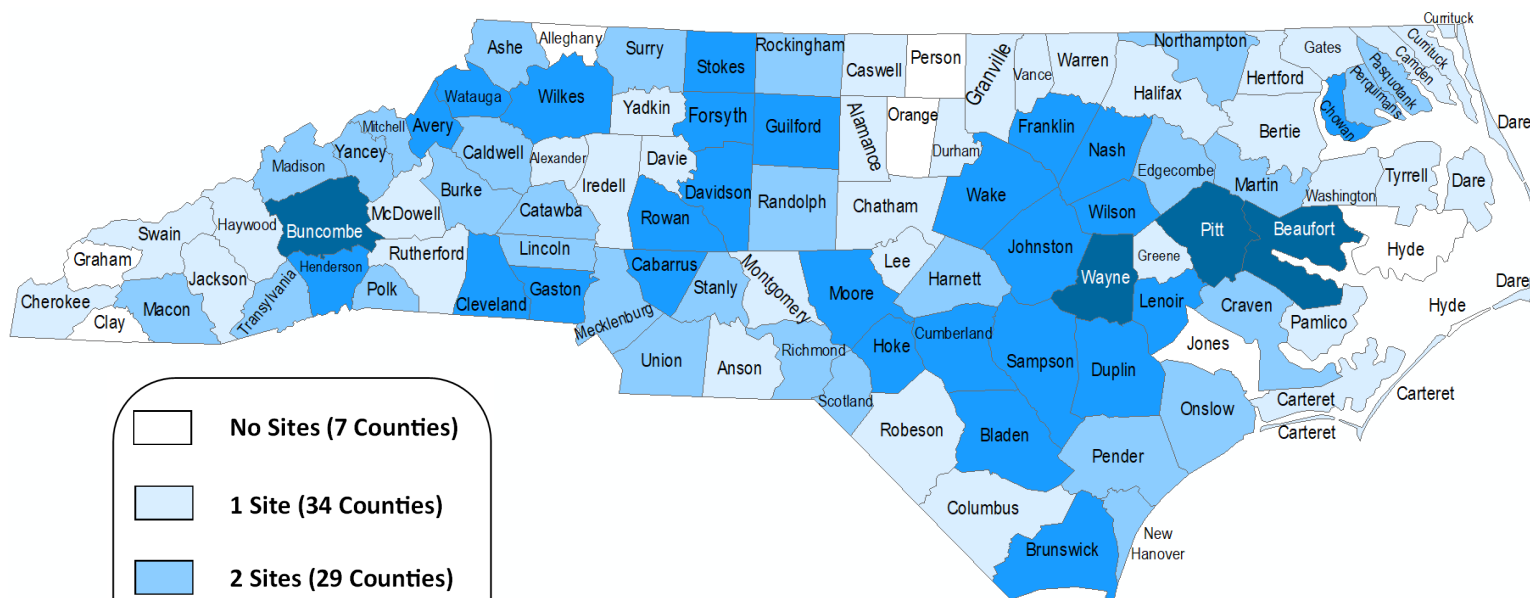 Currituck
Ashe
Alleghany
Surry
Stokes
Rockingham
Caswell
Person
Granville
Vance
Warren
Northampton
Gates
Currituck
Camden
Pasquotank
Perquimans
Chowan
Hertford
Halifax
Bertie
Dare
Watauga
Wilkes
Yadkin
Forsyth
Guilford
Alamance
Orange
Durham
Franklin
Nash
Edgecombe
Martin
Washington
Tyrrell
Dare
Mitchell
Avery
Yancey
Madison
Caldwell
Alexander
Iredell
Davie
Davidson
Randolph
Chatham
Wake
Wilson
Pitt
Beaufort
Hyde
Burke
McDowell
Catawba
Rowan
Buncombe
Haywood
Swain
Graham
Jackson
Cherokee
Clay
Macon
Transylvania
Henderson
Polk
Rutherford
Cleveland
Lincoln
Gaston
Mecklenburg
Cabarrus
Stanly
Montgomery
Moore
Lee
Harnett
Johnston
Wayne
Greene
Lenoir
Craven
Pamlico
Hyde
Dare
Jones
Union
Anson
Richmond
Scotland
Hoke
Cumberland
Sampson
Duplin
Onslow
Carteret
Carteret
Carteret
Robeson
Bladen
Pender
Columbus
Brunswick
New
Hanover
No Sites (7 Counties)
1 Site (34 Counties)
2 Sites (29 Counties)